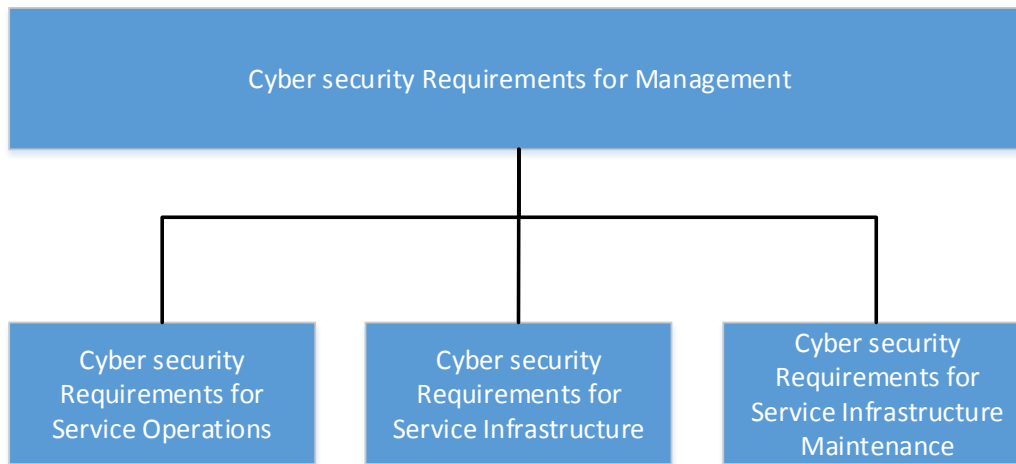 Cyber security Requirements for Management
Cyber security
Requirements for
Service Operations
Cyber security
Requirements for
Service Infrastructure
Cyber security
Requirements for
Service Infrastructure
Maintenance